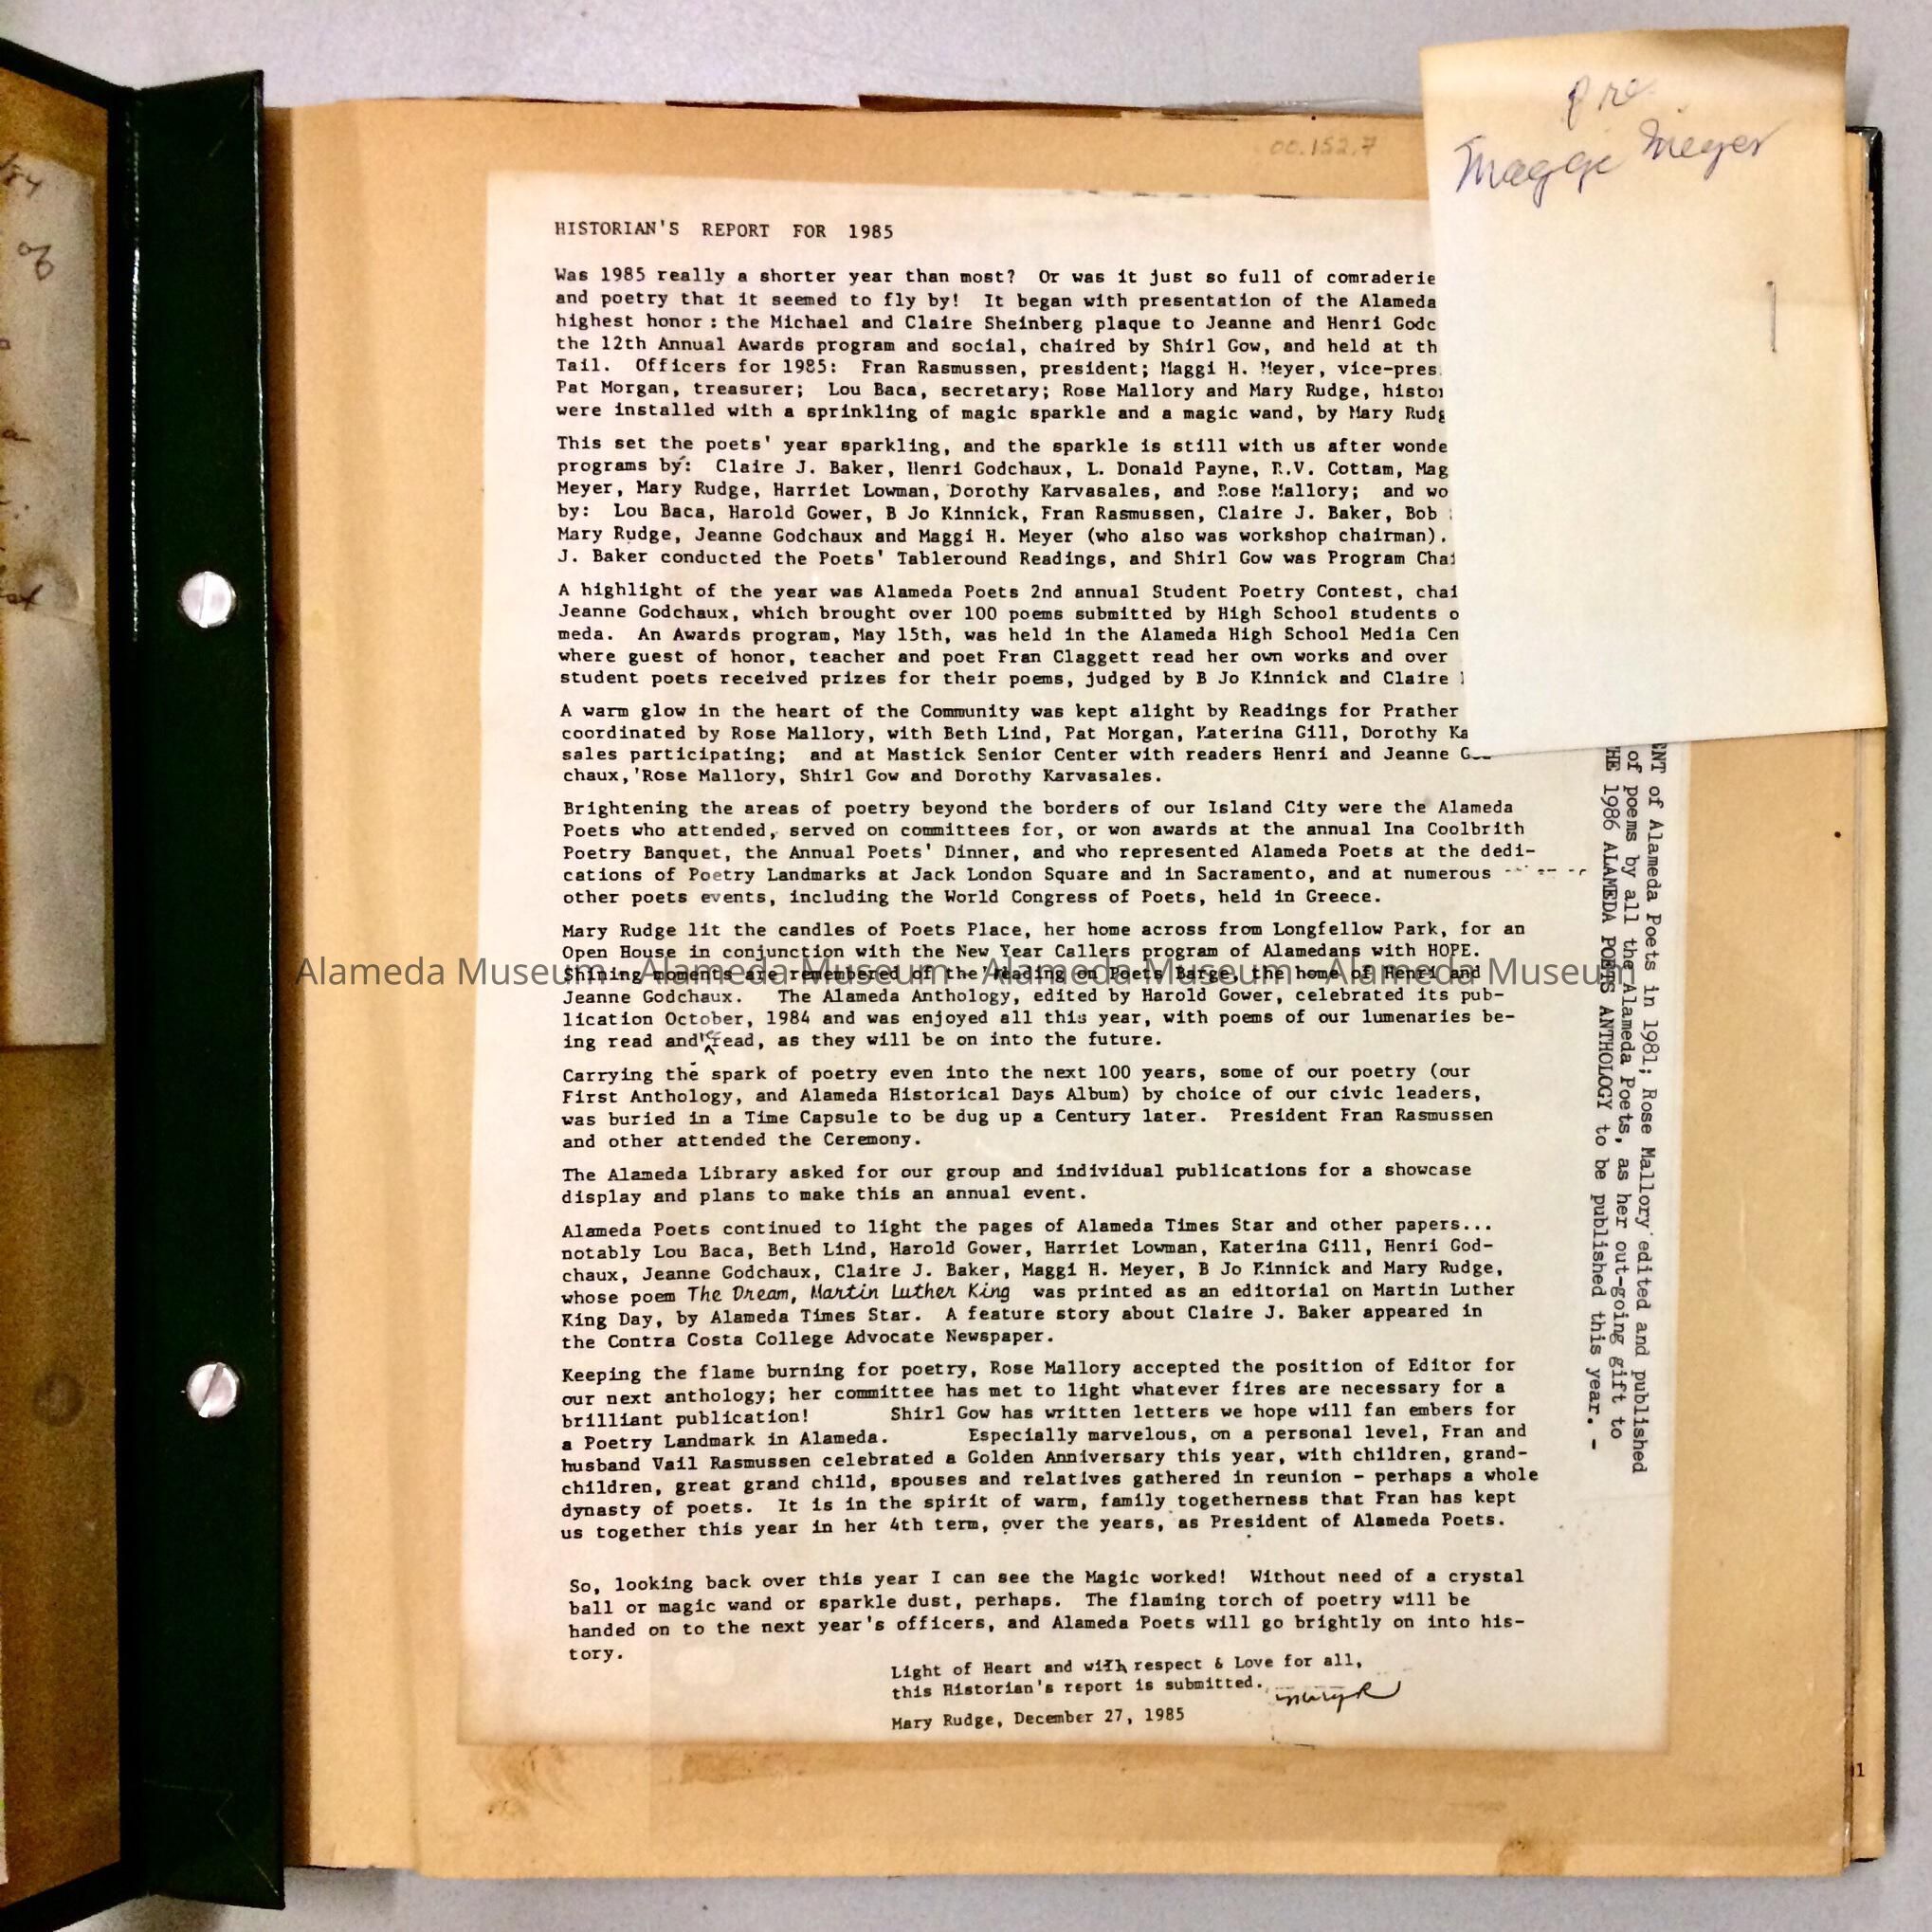 pre
Maggi Meyer
00.152.7
HISTORIAN'S REPORT FOR 1985
Was 1985 really a shorter year than most? Or was it just so full of comraderie
and poetry that it seemed to fly by! It began with presentation of the Alameda
highest honor: the Michael and Claire Sheinberg plaque to Jeanne and Henri Godc
the 12th Annual Awards program and social, chaired by Shirl Gow, and held at th
Tail. Officers for 1985: Fran Rasmussen, president; Maggi H. Meyer, vice-pres
Pat Morgan, treasurer; Lou Baca, secretary; Rose Mallory and Mary Rudge, histor
were installed with a sprinkling of magic sparkle and a magic wand, by Mary Rudg
This set the poets' year sparkling, and the sparkle is still with us after wonde
programs by: Claire J. Baker, Henri Godchaux, L. Donald Payne, R.V. Cottam, Mag
Meyer, Mary Rudge, Harriet Lowman, Dorothy Karvasales, and Rose Mallory; and wo
by: Lou Baca, Harold Gower, B Jo Kinnick, Fran Rasmussen, Claire J. Baker, Bob
Mary Rudge, Jeanne Godchaux and Maggi H. Meyer (who also was workshop chairman).
J. Baker conducted the Poets' Tableround Readings, and Shirl Gow was Program Chai
A highlight of the year was Alameda Poets 2nd annual Student Poetry Contest, chai
Jeanne Godchaux, which brought over 100 poems submitted by High School students o
meda. An Awards program, May 15th, was held in the Alameda High School Media Cen
where guest of honor, teacher and poet Fran Claggett read her own works and over
student poets received prizes for their poems, judged by B Jo Kinnick and Claire
A warm glow in the heart of the Community was kept alight by Readings for Prather
coordinated by Rose Mallory, with Beth Lind, Pat Morgan, Katerina Gill, Dorothy Ka
sales participating; and at Mastick Senior Center with readers Henri and Jeanne God
chaux, Rose Mallory, Shirl Gow and Dorothy Karvasales.
Brightening the areas of poetry beyond the borders of our Island City were the Alameda
Poets who attended, served on committees for, or won awards at the annual Ina Coolbrith
Poetry Banquet, the Annual Poets' Dinner, and who represented Alameda Poets at the dedi-
cations of Poetry Landmarks at Jack London Square and in Sacramento, and at numerous
other poets events, including the World Congress of Poets, held in Greece.
Mary Rudge lit the candles of Poets Place, her home across from Longfellow Park, for an
Open House in conjunction with the New Year Callers program of Alamedans with HOPE.
Shining moments are remembered of the reading on Poets Barge, the home of Henri and
Jeanne Godchaux. The Alameda Anthology, edited by Harold Gower, celebrated its pub-
lication October, 1984 and was enjoyed all this year, with poems of our lumenaries be-
ing read and re read, as they will be on into the future.
Carrying the spark of poetry even into the next 100 years, some of our poetry (our
First Anthology, and Alameda Historical Days Album) by choice of our civic leaders,
was buried in a Time Capsule to be dug up a Century later. President Fran Rasmussen
and other attended the Ceremony.
The Alameda Library asked for our group and individual publications for a showcase
display and plans to make this an annual event.
Alameda Poets continued to light the pages of Alameda Times Star and other papers...
notably Lou Baca, Beth Lind, Harold Gower, Harriet Lowman, Katerina Gill, Henri God-
chaux, Jeanne Godchaux, Claire J. Baker, Maggi H. Meyer, B Jo Kinnick and Mary Rudge,
whose poem The Dream, Martin Luther King was printed as an editorial on Martin Luther
King Day, by Alameda Times Star. A feature story about Claire J. Baker appeared in
the Contra Costa College Advocate Newspaper.
Keeping the flame burning for poetry, Rose Mallory accepted the position of Editor for
our next anthology; her committee has met to light whatever fires are necessary for a
brilliant publication! Shirl Gow has written letters we hope will fan embers for
a Poetry Landmark in Alameda. Especially marvelous, on a personal level, Fran and
husband Vail Rasmussen celebrated a Golden Anniversary this year, with children, grand-
children, great grand child, spouses and relatives gathered in reunion - perhaps a whole
dynasty of poets. It is in the spirit of warm, family togetherness that Fran has kept
us together this year in her 4th term, over the years, as President of Alameda Poets.
So, looking back over this year I can see the Magic worked! Without need of a crystal
ball or magic wand or sparkle dust, perhaps. The flaming torch of poetry will be
handed on to the next year's officers, and Alameda Poets will go brightly on into his-
tory.
Light of Heart and with respect & Love for all,
this Historian's report is submitted.
MaryR
Mary Rudge, December 27, 1985
ENT of Alameda Poets in 1981; Rose Mallory edited and published
of poems by all the Alameda Poets, as her out-going gift to
HE 1986 ALAMEDA POETS ANTHOLOGY to be published this year. -
Alameda Museum - Alameda Museum - Alameda Museum - Alameda Museum